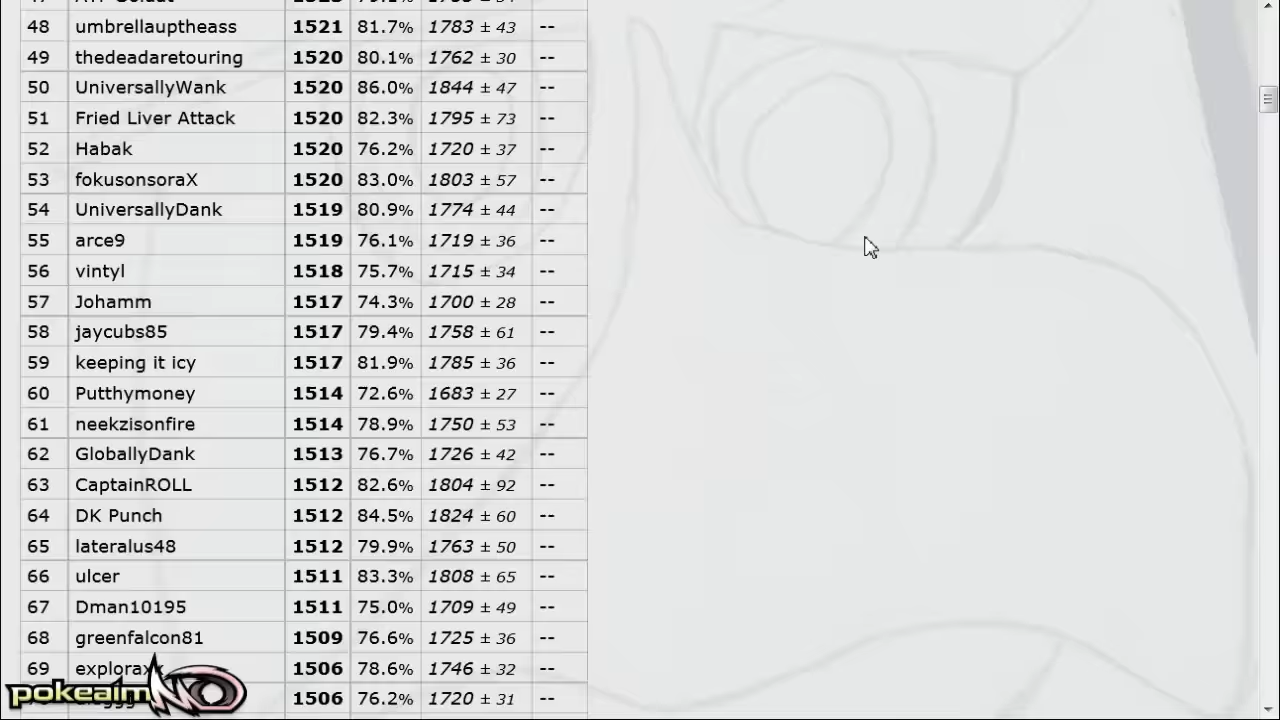 48 umbrellauptheass 1521 81.7% 1783 ± 43 --
49 thedeadaretouring 1520 80.1% 1762 ± 30 --
50 UniversallyWank 1520 86.0% 1844 ± 47 --
51 Fried Liver Attack 1520 82.3% 1795 ± 73 --
52 Habak 1520 76.2% 1720 ± 37 --
53 fokusonsoraX 1520 83.0% 1803 ± 57 --
54 UniversallyDank 1519 80.9% 1774 ± 44 --
55 arce9 1519 76.1% 1719 ± 36 --
56 vintyl 1518 75.7% 1715 ± 34 --
57 Johamm 1517 74.3% 1700 ± 28 --
58 jaycubs85 1517 79.4% 1758 ± 61 --
59 keeping it icy 1517 81.9% 1785 ± 36 --
60 Putthymoney 1514 72.6% 1683 ± 27 --
61 neekzisonfire 1514 78.9% 1750 ± 53 --
62 GloballyDank 1513 76.7% 1726 ± 42 --
63 CaptainROLL 1512 82.6% 1804 ± 92 --
64 DK Punch 1512 84.5% 1824 ± 60 --
65 lateralus48 1512 79.9% 1763 ± 50 --
66 ulcer 1511 83.3% 1808 ± 65 --
67 Dman10195 1511 75.0% 1709 ± 49 --
68 greenfalcon81 1509 76.6% 1725 ± 36 --
69 1506 78.6% 1746 ± 32 --
1506 76.2% 1720 ± 31 --
pokeaimMD